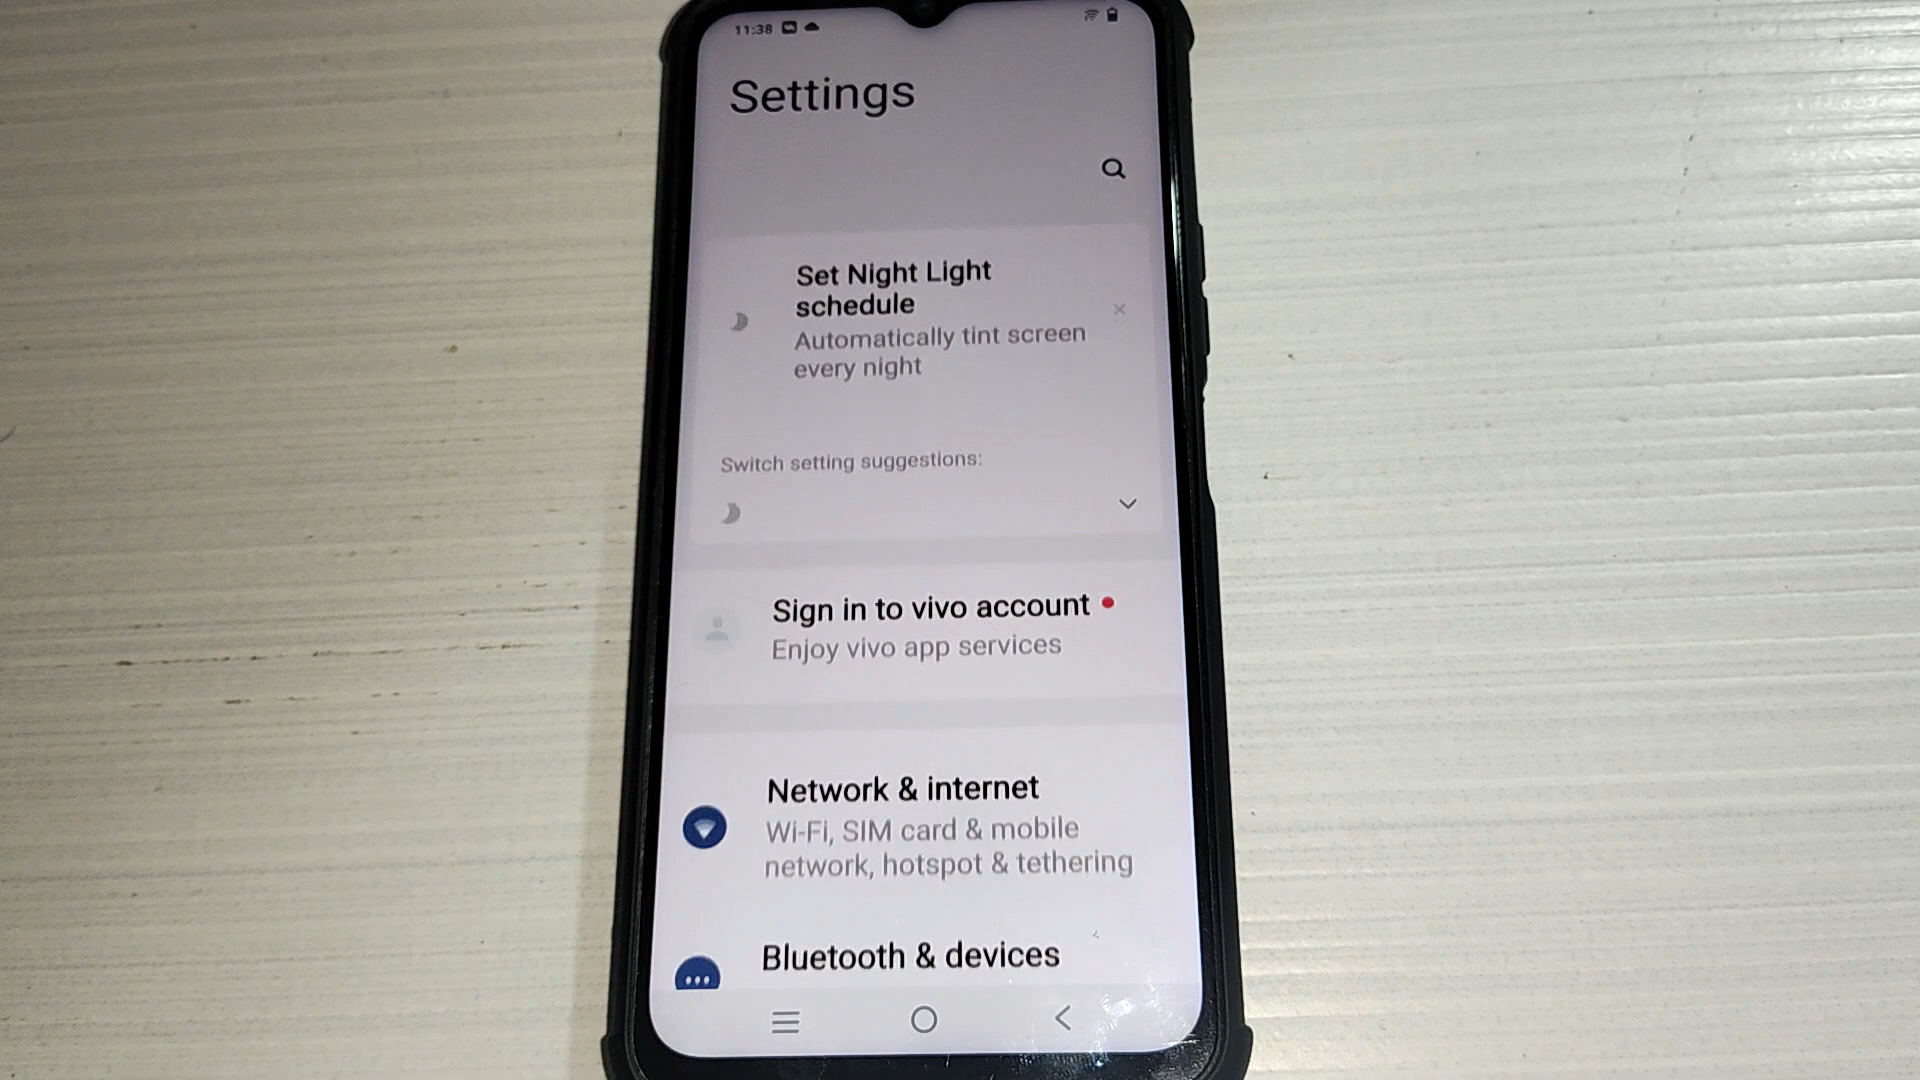 11:38
Settings
Set Night Light
schedule
Automatically tint screen
every night
Switch setting suggestions:
Sign in to vivo account
Enjoy vivo app services
Network & internet
Wi-Fi, SIM card & mobile
network, hotspot & tethering
Bluetooth & devices